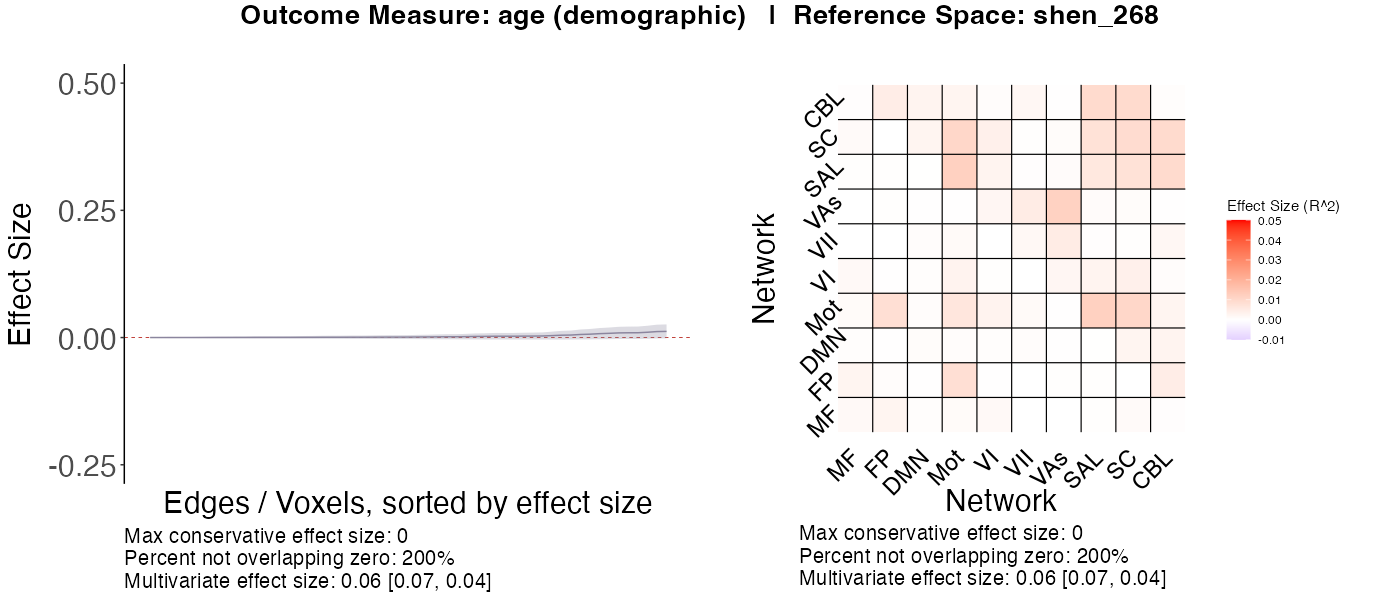 Outcome Measure: age (demographic) | Reference Space: shen_268
Effect Size
0.50
0.25
0.00
-0.25
Edges / Voxels, sorted by effect size
Max conservative effect size: 0
Percent not overlapping zero: 200%
Multivariate effect size: 0.06 [0.07, 0.04]
Network
CBL
SC
SAL
VAs
VII
VI
Mot
DMN
FP
MF
MF FP DMN Mot VI VII VAs SAL SC CBL
Network
Max conservative effect size: 0
Percent not overlapping zero: 200%
Multivariate effect size: 0.06 [0.07, 0.04]
Effect Size (R^2)
0.05
0.04
0.03
0.02
0.01
0.00
-0.01